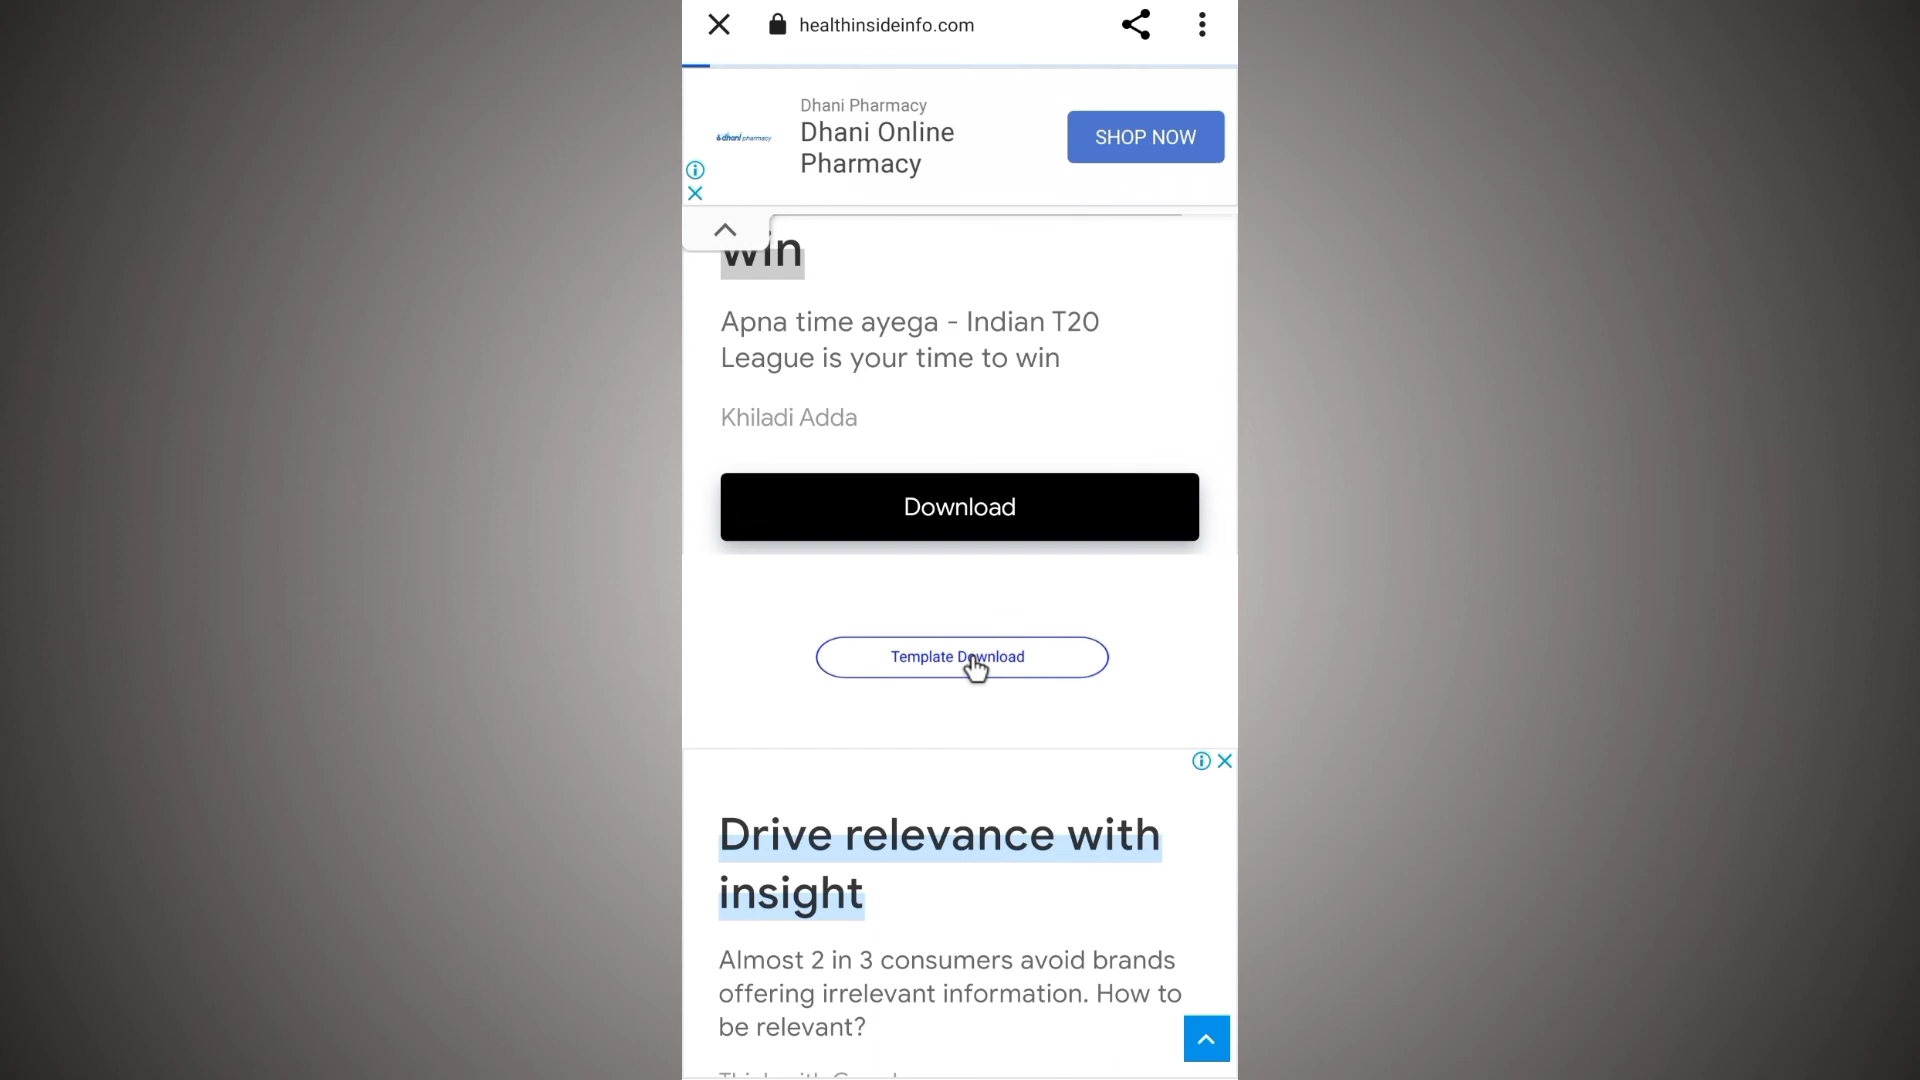 healthinsideinfo.com
Dhani Pharmacy
dhani pharmacy
Dhani Online
Pharmacy
SHOP NOW
win
Apna time ayega - Indian T20
League is your time to win
Khiladi Adda
Download
Template Download
Drive relevance with
insight
Almost 2 in 3 consumers avoid brands
offering irrelevant information. How to
be relevant?